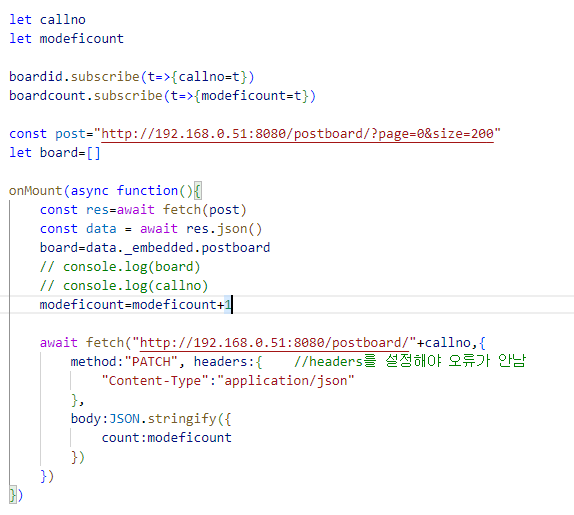 let callno
let modeficount
boardid.subscribe(t=>{callno=t})
boardcount.subscribe(t=>{modeficount=t})
const post="http://192.168.0.51:8080/postboard/?page=0&size=200"
let board=[]
onMount(async function(){
const res=await fetch(post)
const data = await res.json()
board=data._embedded.postboard
// console.log(board)
// console.log(callno)
modeficount=modeficount+1
await fetch("http://192.168.0.51:8080/postboard/"+callno,{
method:"PATCH", headers:{    //headers를 설정해야 오류가 안남
"Content-Type":"application/json"
},
body:JSON.stringify({
count:modeficount
})
})
})